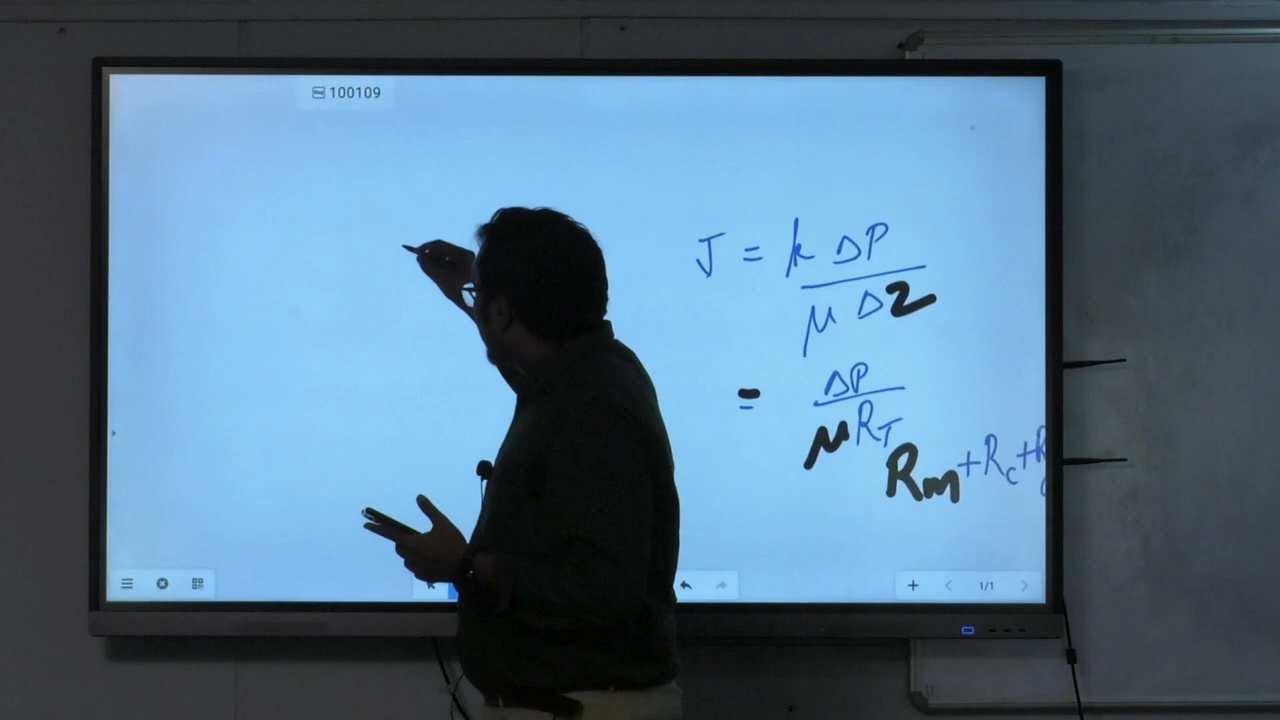 100109
J = k ΔP
μ Δz
= ΔP
μ R_T
R_m + R_c + R
1/1